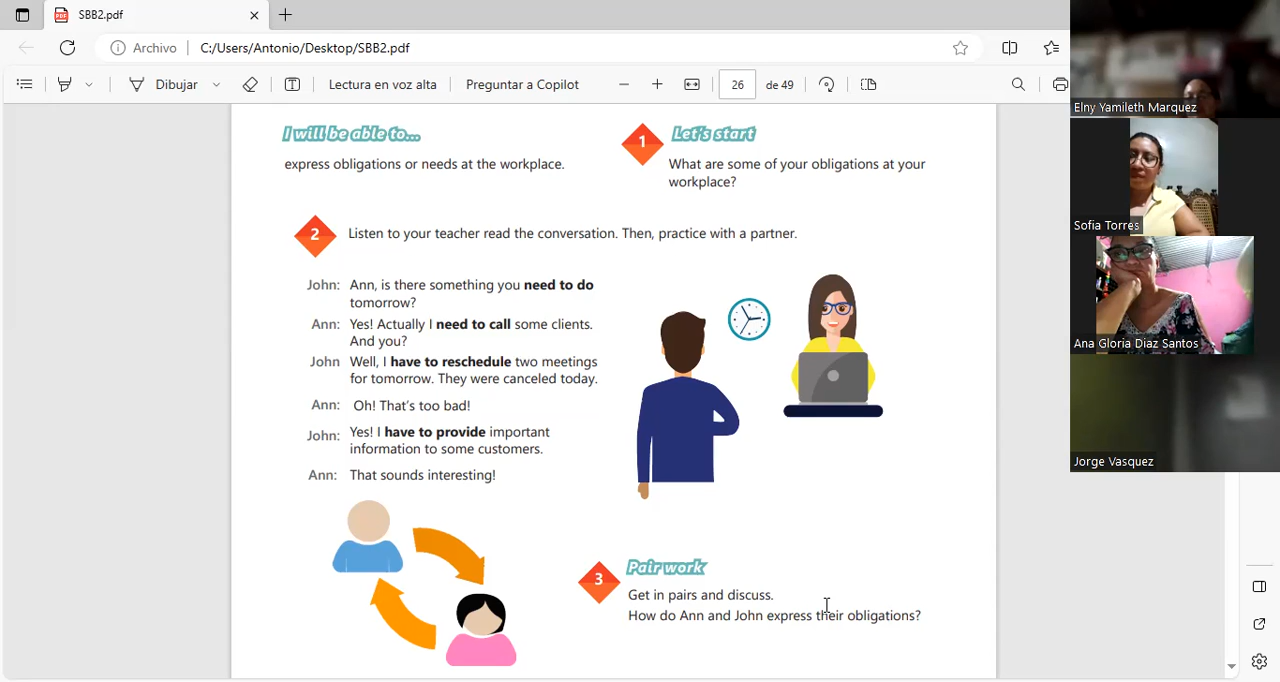 SBB2.pdf
Archivo C:/Users/Antonio/Desktop/SBB2.pdf
Dibujar Lectura en voz alta Preguntar a Copilot 26 de 49
I will be able to...
express obligations or needs at the workplace.
1 Let's start
What are some of your obligations at your
workplace?
2 Listen to your teacher read the conversation. Then, practice with a partner.
John: Ann, is there something you need to do
tomorrow?
Ann: Yes! Actually I need to call some clients.
And you?
John Well, I have to reschedule two meetings
for tomorrow. They were canceled today.
Ann: Oh! That's too bad!
John: Yes! I have to provide important
information to some customers.
Ann: That sounds interesting!
3 Pair work
Get in pairs and discuss.
How do Ann and John express their obligations?
Elny Yamileth Marquez
Sofia Torres
Ana Gloria Diaz Santos
Jorge Vasquez